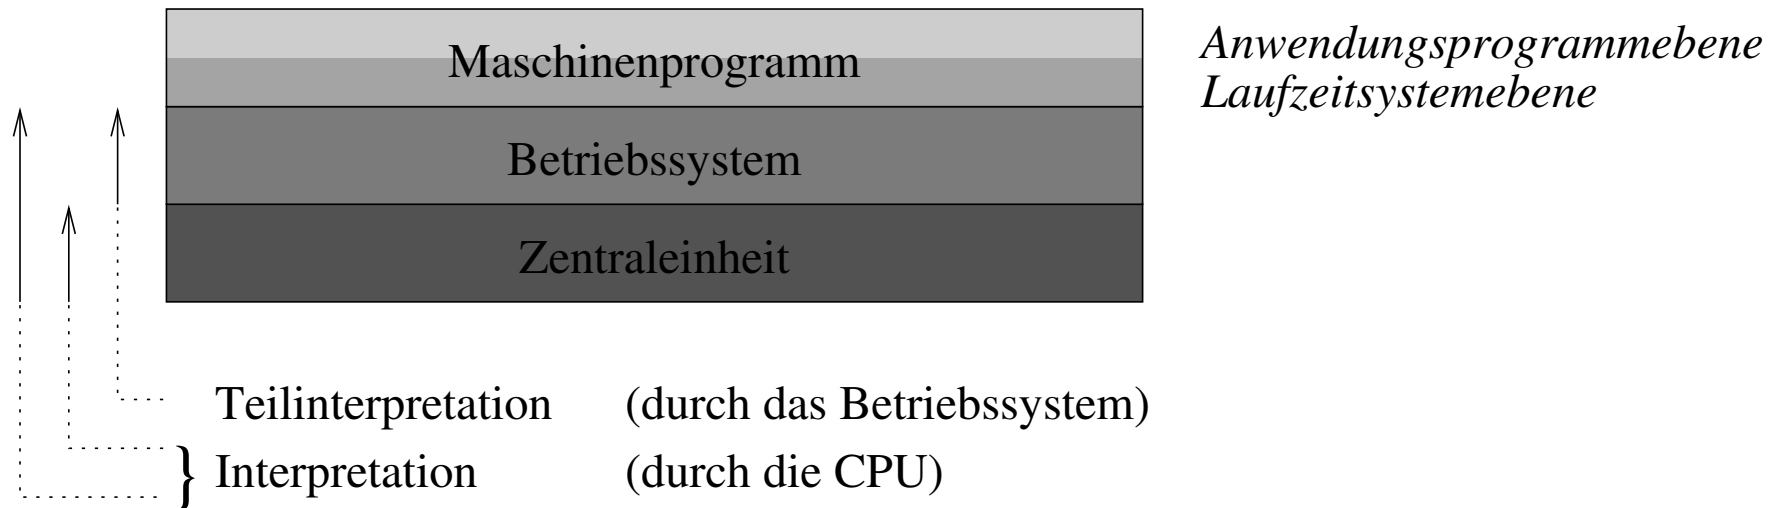 Maschinenprogramm
Anwendungsprogrammebene
Laufzeitsystemebene
Betriebssystem
Zentraleinheit
Teilinterpretation (durch das Betriebssystem)
} Interpretation (durch die CPU)